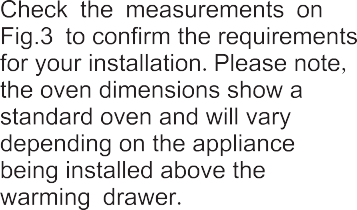 Check the measurements on
Fig.3 to confirm the requirements
for your installation. Please note,
the oven dimensions show a
standard oven and will vary
depending on the appliance
being installed above the
warming drawer.